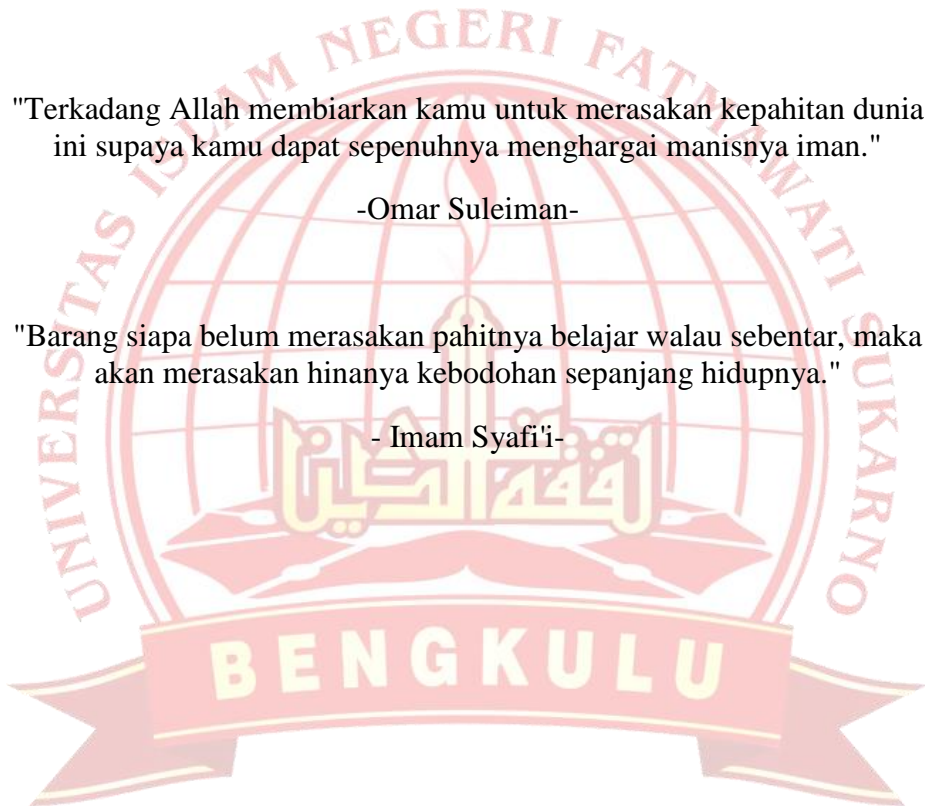 "Terkadang Allah membiarkan kamu untuk merasakan kepahitan dunia
ini supaya kamu dapat sepenuhnya menghargai manisnya iman."
-Omar Suleiman-
"Barang siapa belum merasakan pahitnya belajar walau sebentar, maka
akan merasakan hinanya kebodohan sepanjang hidupnya."
- Imam Syafi'i-
UNIVERSITAS ISLAM NEGERI FATMAWATI SUKARNO
BENGKULU